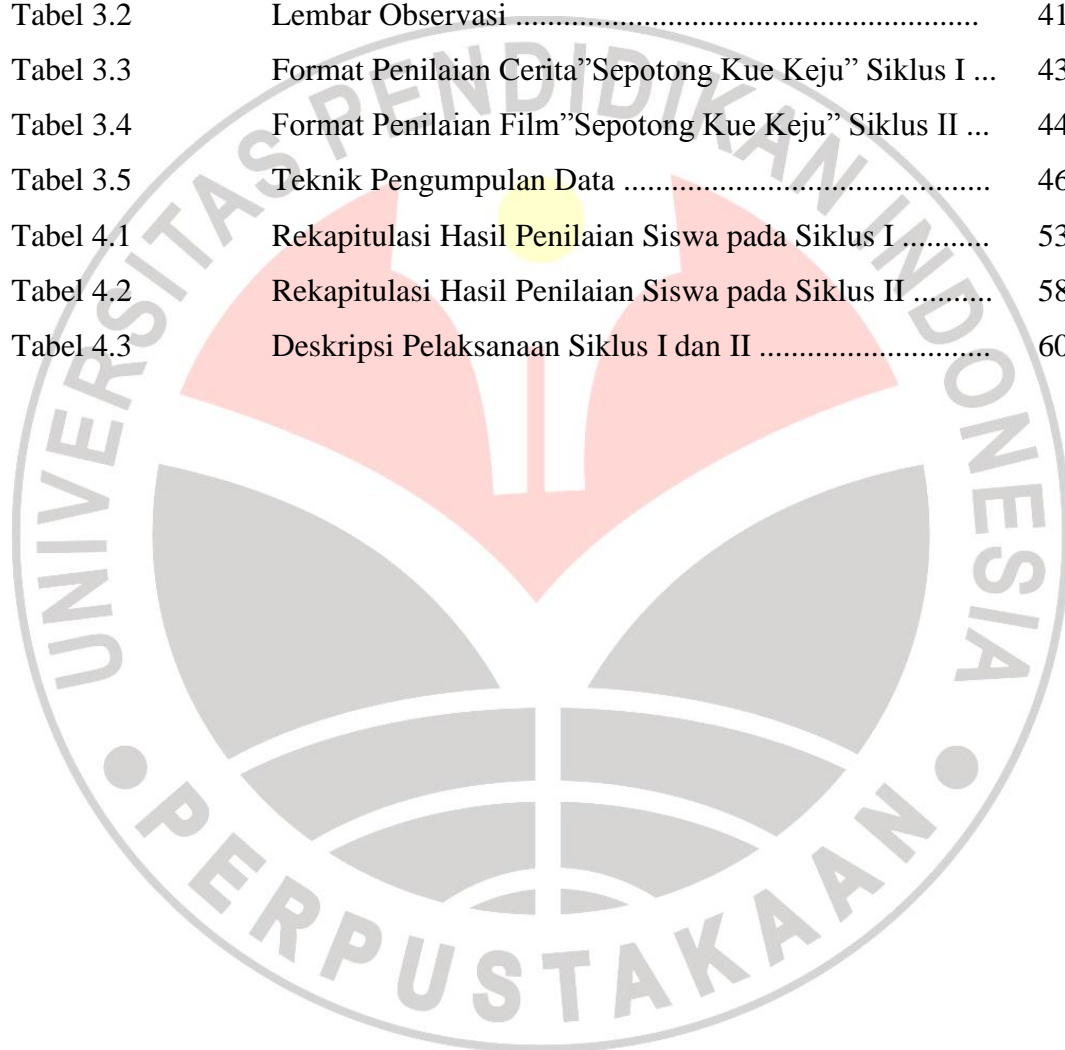 Tabel 3.2 Lembar Observasi .......................................................... 41
Tabel 3.3 Format Penilaian Cerita”Sepotong Kue Keju” Siklus I ... 43
Tabel 3.4 Format Penilaian Film”Sepotong Kue Keju” Siklus II ... 44
Tabel 3.5 Teknik Pengumpulan Data .............................................. 46
Tabel 4.1 Rekapitulasi Hasil Penilaian Siswa pada Siklus I ........... 53
Tabel 4.2 Rekapitulasi Hasil Penilaian Siswa pada Siklus II .......... 58
Tabel 4.3 Deskripsi Pelaksanaan Siklus I dan II ............................. 60
UNIVERSITAS PENDIDIKAN INDONESIA
PERPUSTAKAAN